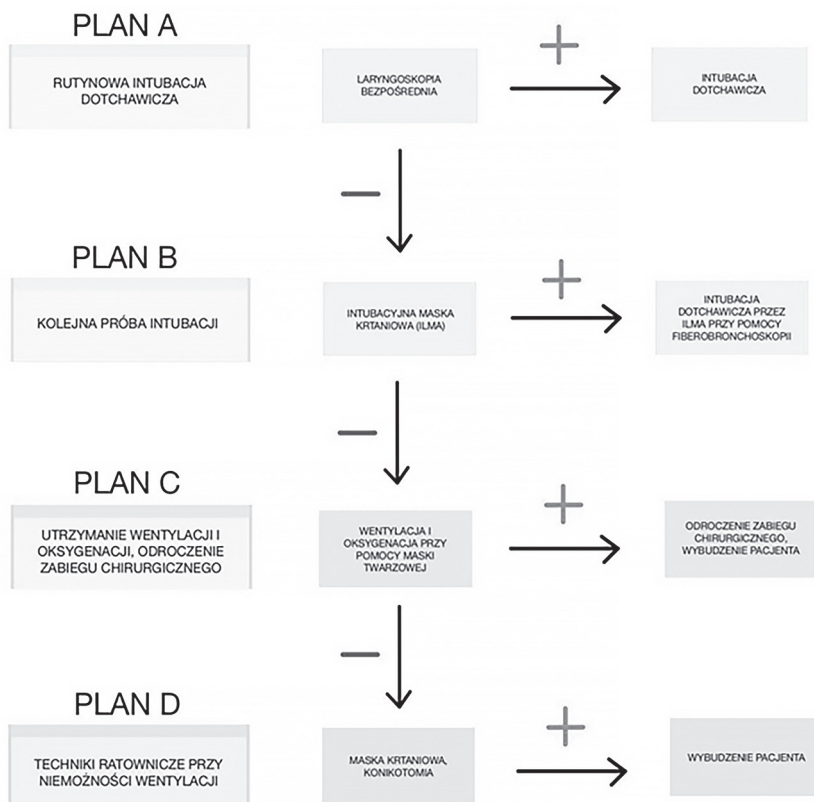 PLAN A
RUTYNOWA INTUBACJA
DOTCHAWICZA
LARYNGOSKOPIA
BEZPOŚREDNIA
+
INTUBACJA
DOTCHAWICZA
—
PLAN B
KOLEJNA PRÓBA INTUBACJI
INTUBACYJNA MASKA
KRTANIOWA (ILMA)
+
INTUBACJA
DOTCHAWICZA PRZEZ
ILMA PRZY POMOCY
FIBEROBRONCHOSKOPII
—
PLAN C
UTRZYMANIE WENTYLACJI I
OKSYGENACJI, ODROCZENIE
ZABIEGU CHIRURGICZNEGO
WENTYLACJA I
OKSYGENACJA PRZY
POMOCY MASKI
TWARZOWEJ
+
ODROCZENIE ZABIEGU
CHIRURGICZNEGO,
WYBUDZENIE PACJENTA
—
PLAN D
TECHNIKI RATOWNICZE PRZY
NIEMOŻNOŚCI WENTYLACJI
MASKA KRTANIOWA,
KONIKOTOMIA
+
WYBUDZENIE PACJENTA